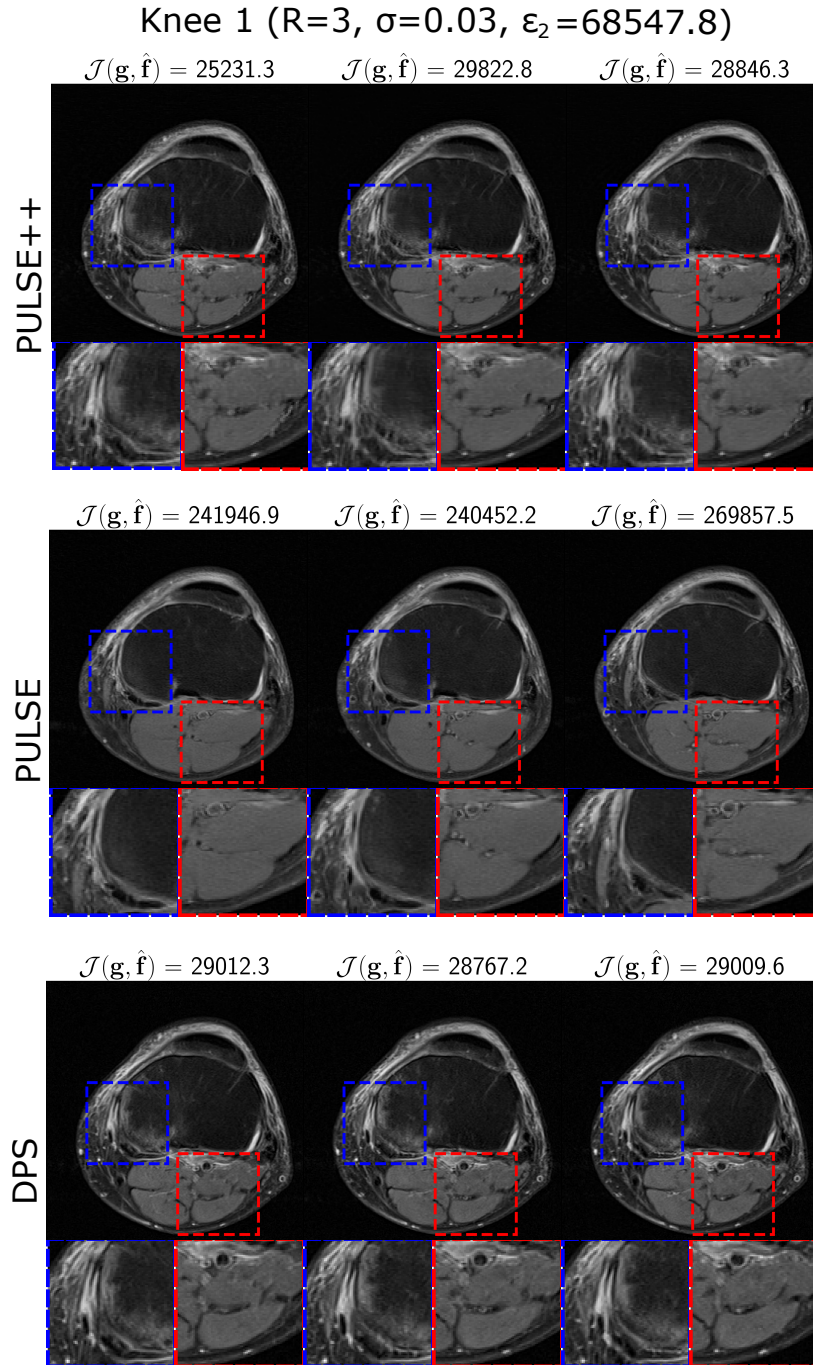 Knee 1 (R=3, σ=0.03, ε₂=68547.8)
𝒥(𝐠, 𝐟̂) = 25231.3
𝒥(𝐠, 𝐟̂) = 29822.8
𝒥(𝐠, 𝐟̂) = 28846.3
PULSE++
𝒥(𝐠, 𝐟̂) = 241946.9
𝒥(𝐠, 𝐟̂) = 240452.2
𝒥(𝐠, 𝐟̂) = 269857.5
PULSE
𝒥(𝐠, 𝐟̂) = 29012.3
𝒥(𝐠, 𝐟̂) = 28767.2
𝒥(𝐠, 𝐟̂) = 29009.6
DPS